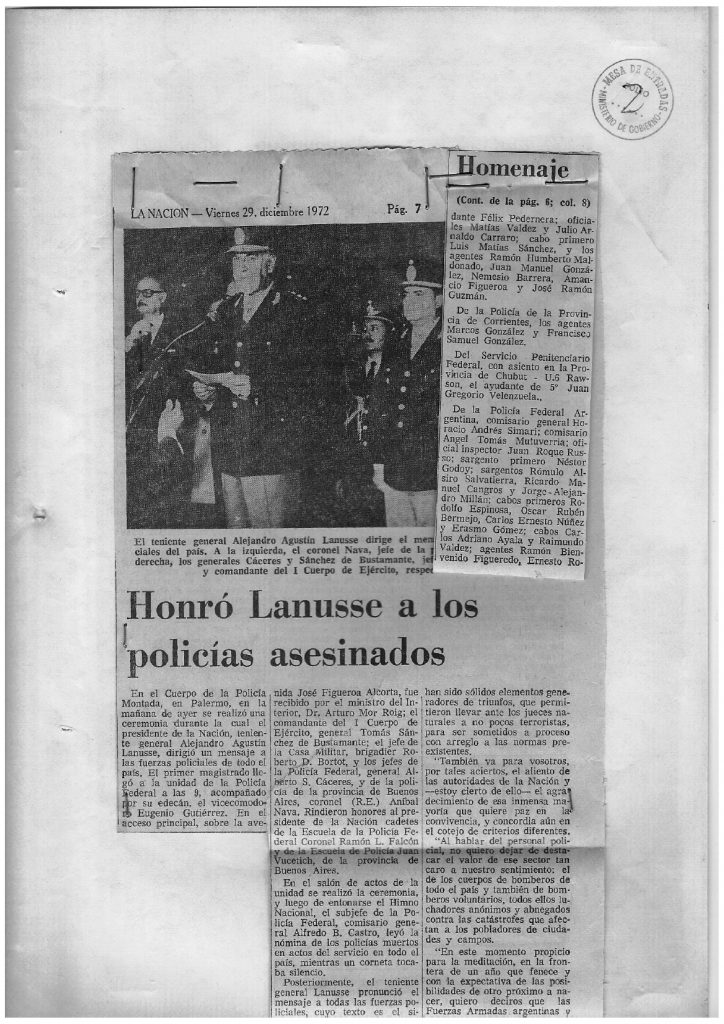 MESA DE ENTRADAS
FOLIO
2
MINISTERIO DE GOBIERNO
LA NACION — Viernes 29, diciembre 1972 Pág. 7
El teniente general Alejandro Agustín Lanusse dirige el men
ciales del país. A la izquierda, el coronel Nava, jefe de la
derecha, los generales Cáceres y Sánchez de Bustamante, je
y comandante del I Cuerpo de Ejército, respec
Homenaje
(Cont. de la pág. 6; col. 8)
dante Félix Pedernera; oficia-
les Matías Valdez y Julio Ar-
naldo Carraro; cabo primero
Luis Matías Sánchez, y los
agentes Ramón Humberto Mal-
donado, Juan Manuel Gonzá-
lez, Nemesio Barrera, Aman-
cio Figueroa y José Ramón
Guzmán.
De la Policía de la Provin-
cia de Corrientes, los agentes
Marcos González y Francisco
Samuel González.
Del Servicio Penitenciario
Federal, con asiento en la Pro-
vincia de Chubut - U.6 Raw-
son, el ayudante de 5º Juan
Gregorio Velenzuela..
De la Policía Federal Ar-
gentina, comisario general Ho-
racio Andrés Simari; comisario
Angel Tomás Mutuverria; ofi-
cial inspector Juan Roque Rus-
so; sargento primero Néstor
Godoy; sargentos Rómulo Al-
siro Salvatierra, Ricardo Ma-
nuel Cangros y Jorge Alejan-
dro Millán; cabos primeros Ro-
dolfo Espinosa, Oscar Rubén
Bermejo, Carlos Ernesto Núñez
y Erasmo Gómez; cabos Car-
los Adriano Ayala y Raimundo
Valdez; agentes Ramón Bien-
venido Figueredo, Ernesto Ro-
Honró Lanusse a los
policías asesinados
En el Cuerpo de la Policía
Montada, en Palermo, en la
mañana de ayer se realizó una
ceremonia durante la cual el
presidente de la Nación, tenien-
te general Alejandro Agustín
Lanusse, dirigió un mensaje a
las fuerzas policiales de todo el
país. El primer magistrado lle-
gó a la unidad de la Policía
Federal a las 9, acompañado
por su edecán, el vicecomodo-
ro Eugenio Gutiérrez. En el
acceso principal, sobre la ave-
nida José Figueroa Alcorta, fue
recibido por el ministro del In-
terior, Dr. Arturo Mor Roig; el
comandante del I Cuerpo de
Ejército, general Tomás Sán-
chez de Bustamante; el jefe de
la Casa Militar, brigadier Ro-
berto D. Bortot, y los jefes de
la Policía Federal, general Al-
berto S. Cáceres, y de la poli-
cía de la provincia de Buenos
Aires, coronel (R.E.) Aníbal
Nava. Rindieron honores al pre-
sidente de la Nación cadetes
de la Escuela de la Policía Fe-
deral Coronel Ramón L. Falcón
y de la Escuela de Policía Juan
Vucetich, de la provincia de
Buenos Aires.
En el salón de actos de la
unidad se realizó la ceremonia,
y luego de entonarse el Himno
Nacional, el subjefe de la Po-
licía Federal, comisario gene-
ral Alfredo B. Castro, leyó la
nómina de los policías muertos
en actos del servicio en todo el
país, mientras un corneta toca-
ba silencio.
Posteriormente, el teniente
general Lanusse pronunció el
mensaje a todas las fuerzas po-
liciales, cuyo texto es el si-
han sido sólidos elementos gene-
radores de triunfos, que permi-
tieron llevar ante los jueces na-
turales a no pocos terroristas,
para ser sometidos a proceso
con arreglo a las normas pre-
existentes.
"También va para vosotros,
por tales aciertos, el aliento de
las autoridades de la Nación y
—estoy cierto de ello— el agra-
decimiento de esa inmensa ma-
yoría que quiere paz en la
convivencia, y concordia aún en
el cotejo de criterios diferentes.
"Al hablar del personal poli-
cial, no quiero dejar de desta-
car el valor de ese sector tan
caro a nuestro sentimiento: el
de los cuerpos de bomberos de
todo el país y también de bom-
beros voluntarios, todos ellos lu-
chadores anónimos y abnegados
contra las catástrofes que afec-
tan a los pobladores de ciuda-
des y campos.
"En este momento propicio
para la meditación, en la fron-
tera de un año que fenece y
con la expectativa de las po-
sibilidades de otro próximo a na-
cer, quiero deciros que las
Fuerzas Armadas argentinas y